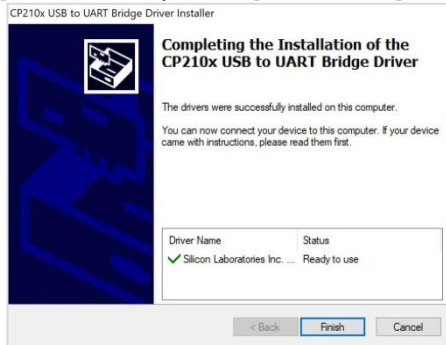 CP210x USB to UART Bridge Driver Installer
Completing the Installation of the
CP210x USB to UART Bridge Driver
The drivers were successfully installed on this computer.
You can now connect your device to this computer. If your device
came with instructions, please read them first.
Driver Name Status
Silicon Laboratories Inc. ... Ready to use
< Back Finish Cancel